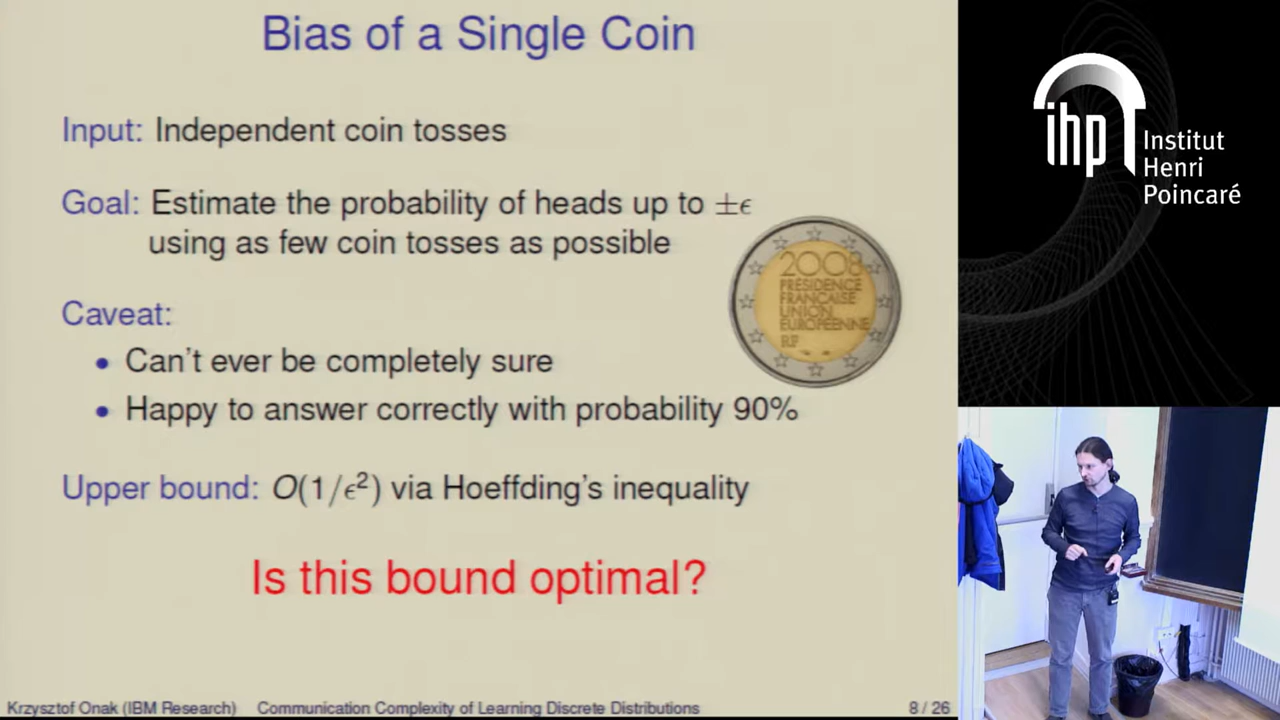 Bias of a Single Coin
Input: Independent coin tosses
Goal: Estimate the probability of heads up to ±ϵ
using as few coin tosses as possible
2008
PRÉSIDENCE
FRANÇAISE
UNION
EUROPÉENNE
RF
Caveat:
• Can't ever be completely sure
• Happy to answer correctly with probability 90%
Upper bound: O(1/ϵ²) via Hoeffding's inequality
Is this bound optimal?
Krzysztof Onak (IBM Research) Communication Complexity of Learning Discrete Distributions 8 / 26
ihp
Institut
Henri
Poincaré